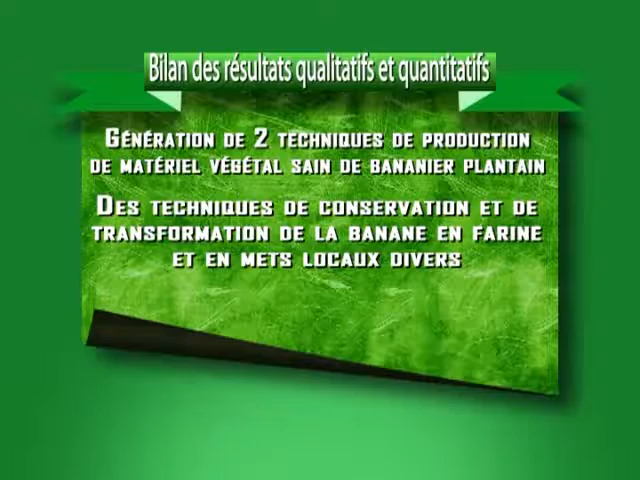 Bilan des résultats qualitatifs et quantitatifs
Génération de 2 techniques de production
de matériel végétal sain de bananier plantain
Des techniques de conservation et de
transformation de la banane en farine
et en mets locaux divers